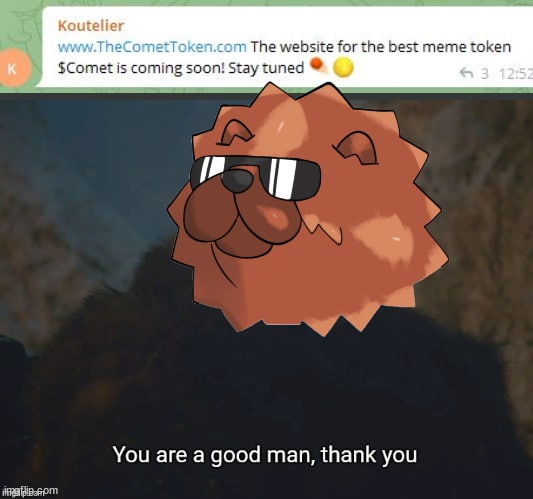 Koutelier
www.TheCometToken.com The website for the best meme token
$Comet is coming soon! Stay tuned
K
3 12:52
You are a good man, thank you
imgflip.com